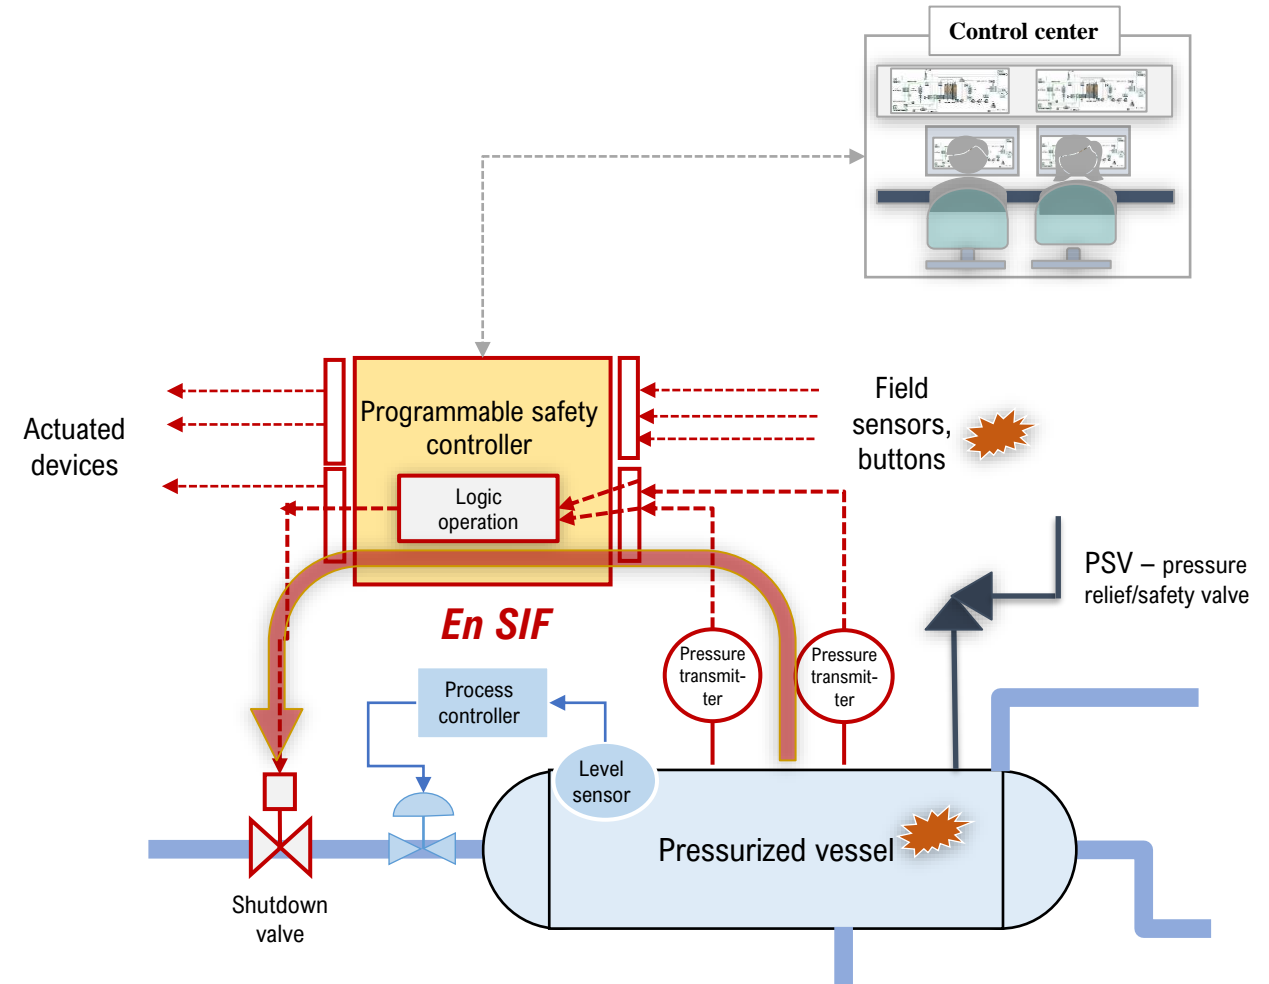 Control center
Programmable safety
controller
Field
sensors,
buttons
Actuated
devices
Logic
operation
PSV – pressure
relief/safety valve
En SIF
Pressure
transmit-
ter
Pressure
transmit-
ter
Process
controller
Level
sensor
Pressurized vessel
Shutdown
valve